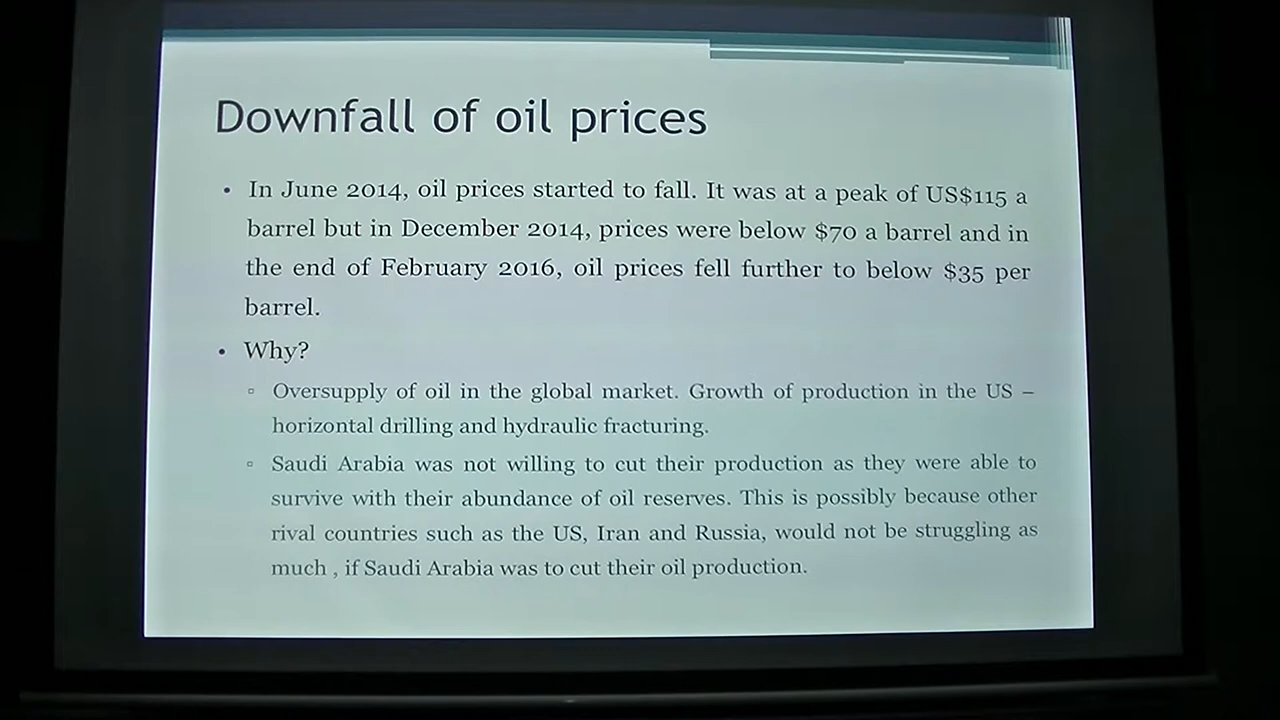 Downfall of oil prices
• In June 2014, oil prices started to fall. It was at a peak of US$115 a
barrel but in December 2014, prices were below $70 a barrel and in
the end of February 2016, oil prices fell further to below $35 per
barrel.
• Why?
▫ Oversupply of oil in the global market. Growth of production in the US –
horizontal drilling and hydraulic fracturing.
▫ Saudi Arabia was not willing to cut their production as they were able to
survive with their abundance of oil reserves. This is possibly because other
rival countries such as the US, Iran and Russia, would not be struggling as
much , if Saudi Arabia was to cut their oil production.